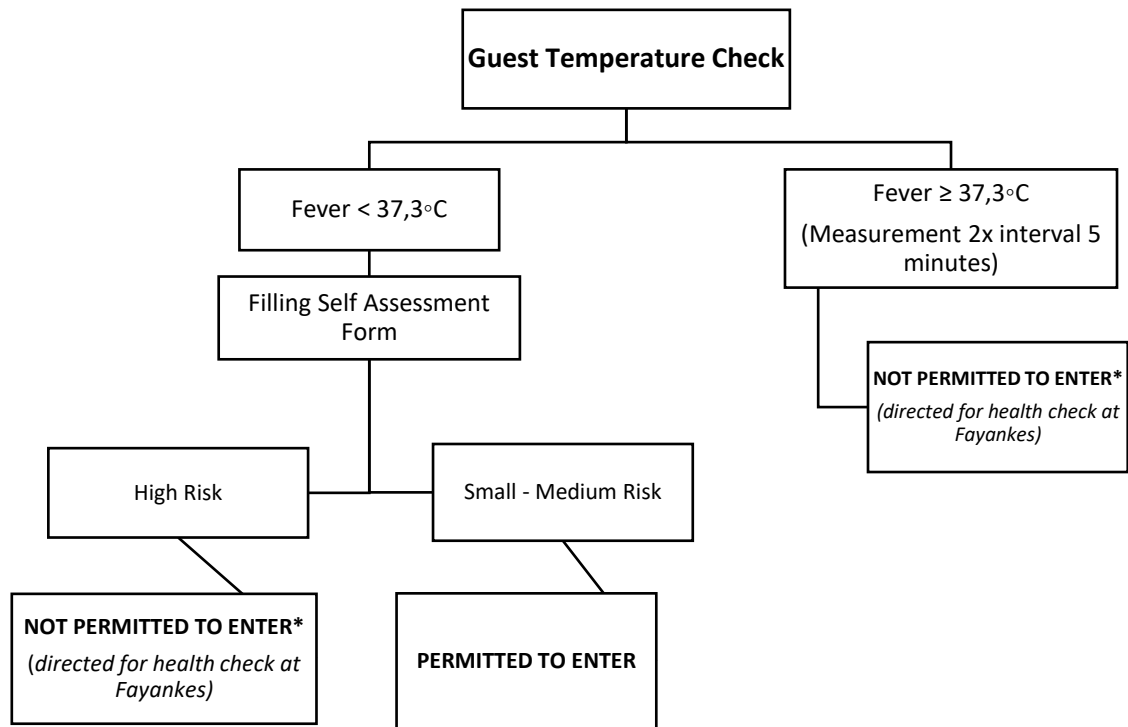 Guest Temperature Check
Fever < 37,3◦C
Fever ≥ 37,3◦C
(Measurement 2x interval 5
minutes)
Filling Self Assessment
Form
NOT PERMITTED TO ENTER*
(directed for health check at
Fayankes)
High Risk
Small - Medium Risk
NOT PERMITTED TO ENTER*
(directed for health check at
Fayankes)
PERMITTED TO ENTER